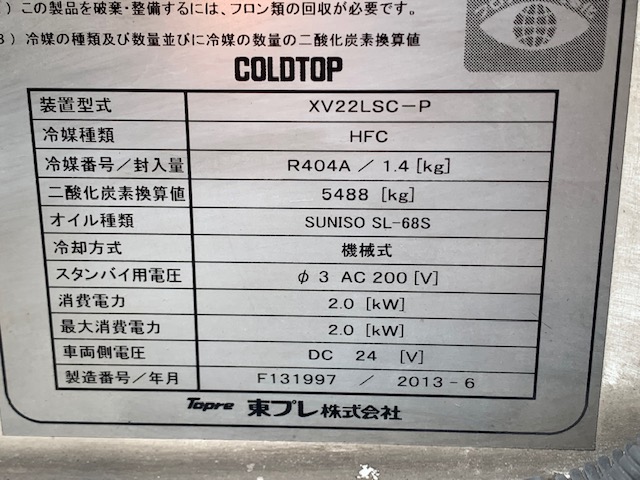 ) この製品を破棄・整備するには、フロン類の回収が必要です。
3) 冷媒の種類及び数量並びに冷媒の数量の二酸化炭素換算値
COLDTOP
装置型式 XV22LSC-P
冷媒種類 HFC
冷媒番号/封入量 R404A / 1.4 [kg]
二酸化炭素換算値 5488 [kg]
オイル種類 SUNISO SL-68S
冷却方式 機械式
スタンバイ用電圧 φ 3 AC 200 [V]
消費電力 2.0 [kW]
最大消費電力 2.0 [kW]
車両側電圧 DC 24 [V]
製造番号/年月 F131997 / 2013-6
Topre 東プレ株式会社